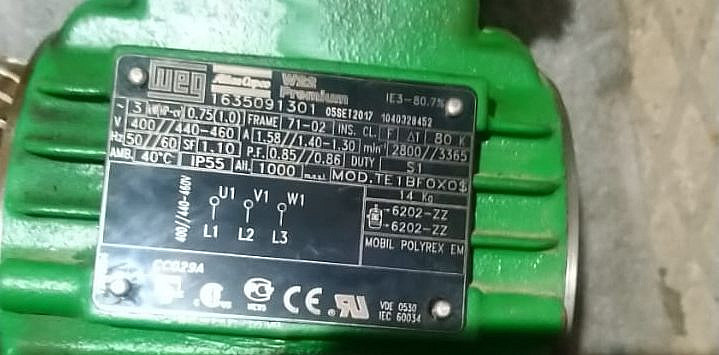 WEG Atlas Copco W22 Premium IE3-80.7%
1635091301 05SET2017 1040328452
~ 3 kW(HP-cv) 0.75(1.0) FRAME 71-02 INS. CL. F Δt 80 K
V 400//440-460 A 1.58//1.40-1.30 min⁻¹ 2800//3365
Hz 50//60 SF 1.10 P.F. 0.85//0.86 DUTY S1
AMB. 40°C IP55 Alt. 1000 m.a.s.l. MOD.TE1BF0X0$
14 Kg
400//440-460V U1 V1 W1
L1 L2 L3
6202-ZZ
6202-ZZ
MOBIL POLYREX EM
CC029A
CE
VDE 0530
IEC 60034